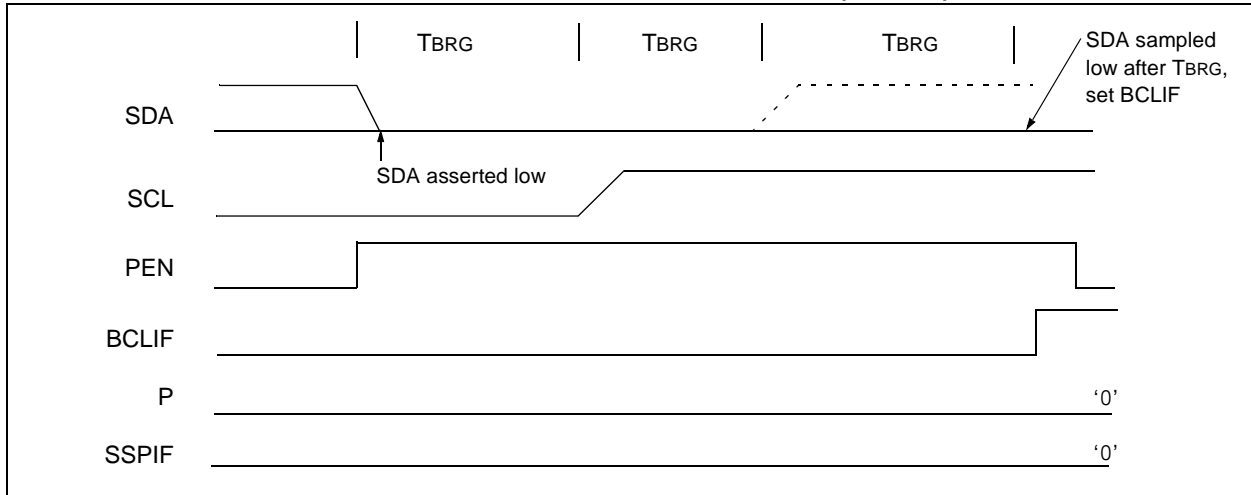 TBRG TBRG TBRG
SDA sampled
low after TBRG,
set BCLIF
SDA
SDA asserted low
SCL
PEN
BCLIF
P
‘0’
SSPIF
‘0’